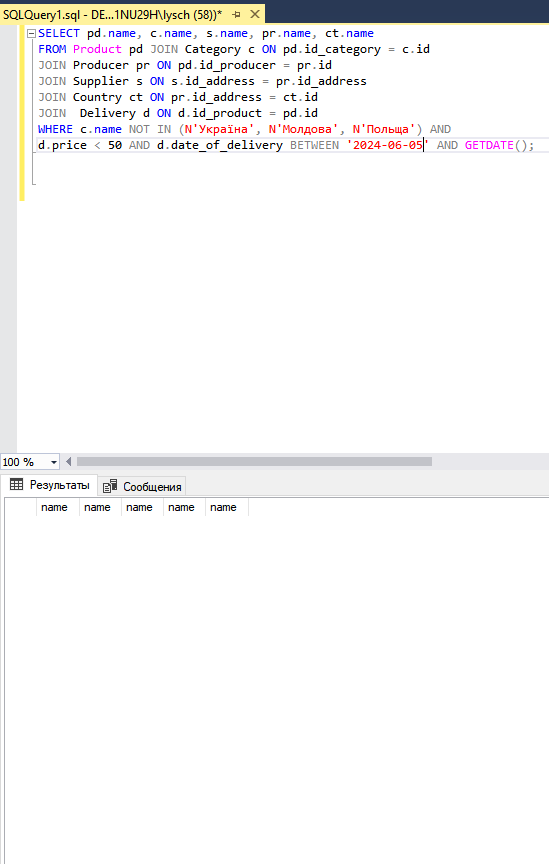 SQLQuery1.sql - DE...1NU29H\lysch (58))*
SELECT pd.name, c.name, s.name, pr.name, ct.name
FROM Product pd JOIN Category c ON pd.id_category = c.id
JOIN Producer pr ON pd.id_producer = pr.id
JOIN Supplier s ON s.id_address = pr.id_address
JOIN Country ct ON pr.id_address = ct.id
JOIN  Delivery d ON d.id_product = pd.id
WHERE c.name NOT IN (N'Україна', N'Молдова', N'Польща') AND
d.price < 50 AND d.date_of_delivery BETWEEN '2024-06-05' AND GETDATE();
100 %
Результаты Сообщения
name name name name name